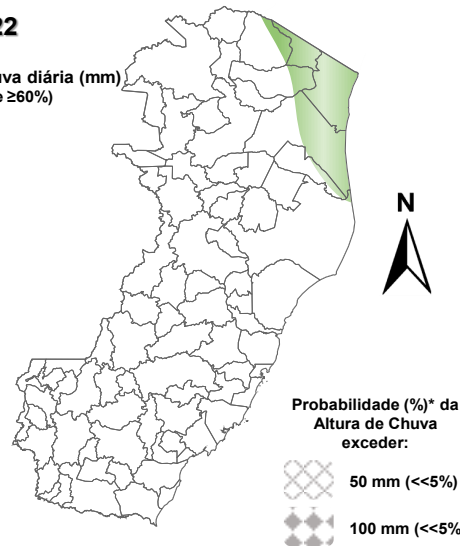 22
uva diária (mm)
e ≥60%)
N
Probabilidade (%)* da
Altura de Chuva
exceder:
50 mm (<<5%)
100 mm (<<5%